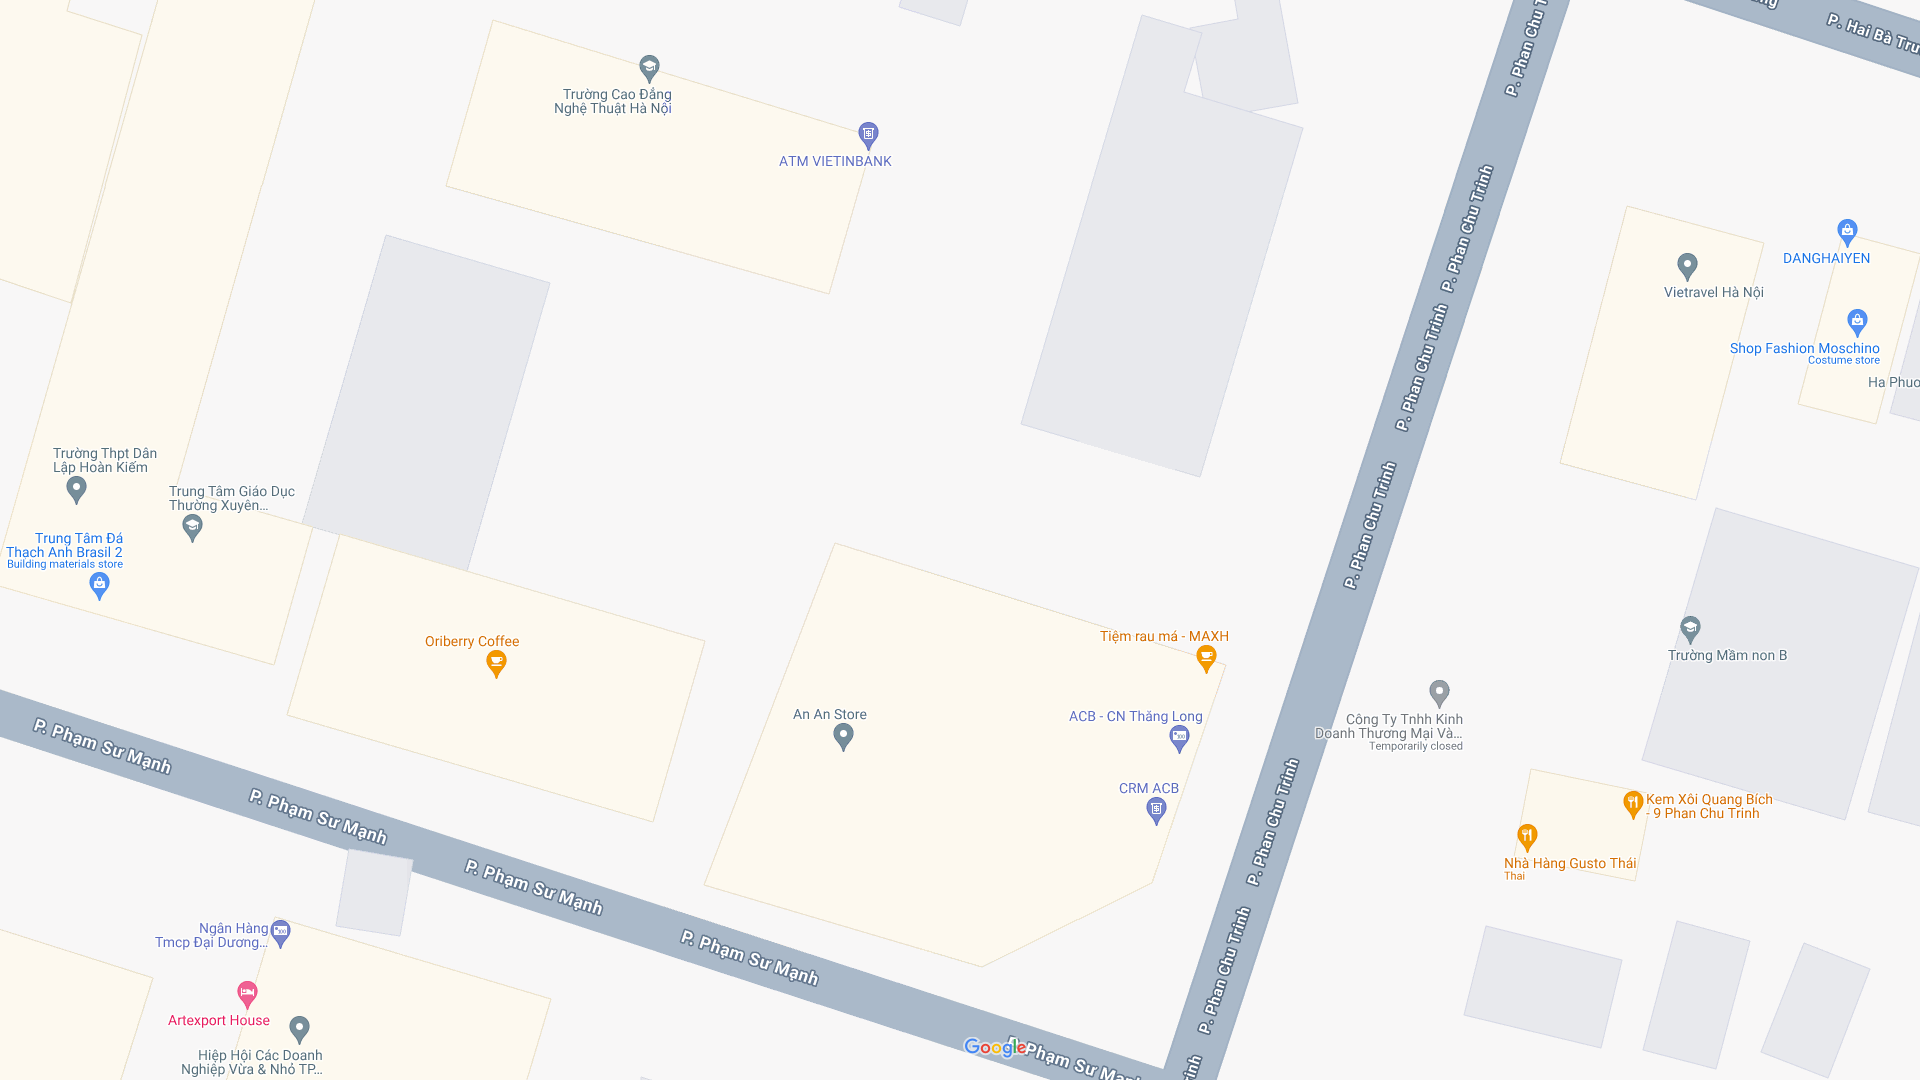 P. Phan Chu T
ng
P. Hai Bà Trư
Trường Cao Đẳng
Nghệ Thuật Hà Nội
ATM VIETINBANK
P. Phan Chu Trinh
DANGHAIYEN
Vietravel Hà Nội
P. Phan Chu Trinh
Shop Fashion Moschino
Costume store
Ha Phuo
Trường Thpt Dân
Lập Hoàn Kiếm
Trung Tâm Giáo Dục
Thường Xuyên...
P. Phan Chu Trinh
Trung Tâm Đá
Thạch Anh Brasil 2
Building materials store
Oriberry Coffee
Tiệm rau má - MAXH
Trường Mầm non B
An An Store
ACB - CN Thăng Long
Công Ty Tnhh Kinh
Doanh Thương Mại Và...
Temporarily closed
P. Phạm Sư Mạnh
CRM ACB
P. Phan Chu Trinh
Kem Xôi Quang Bích
- 9 Phan Chu Trinh
P. Phạm Sư Mạnh
Nhà Hàng Gusto Thái
Thai
P. Phạm Sư Mạnh
Ngân Hàng
Tmcp Đại Dương...
P. Phạm Sư Mạnh
P. Phan Chu Trinh
Artexport House
Hiệp Hội Các Doanh
Nghiệp Vừa & Nhỏ TP...
Google
P. Phạm Sư Mạn
rinh